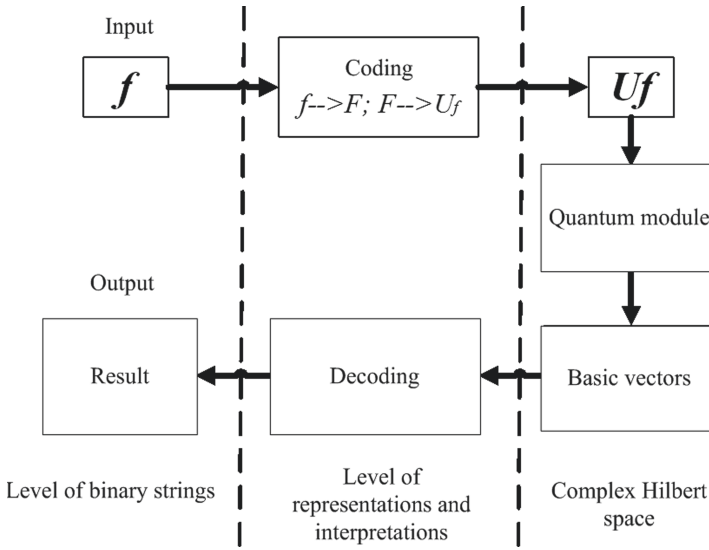 Input
f
Coding
f-->F; F-->Uf
Uf
Quantum module
Output
Result
Decoding
Basic vectors
Level of binary strings
Level of
representations and
interpretations
Complex Hilbert
space